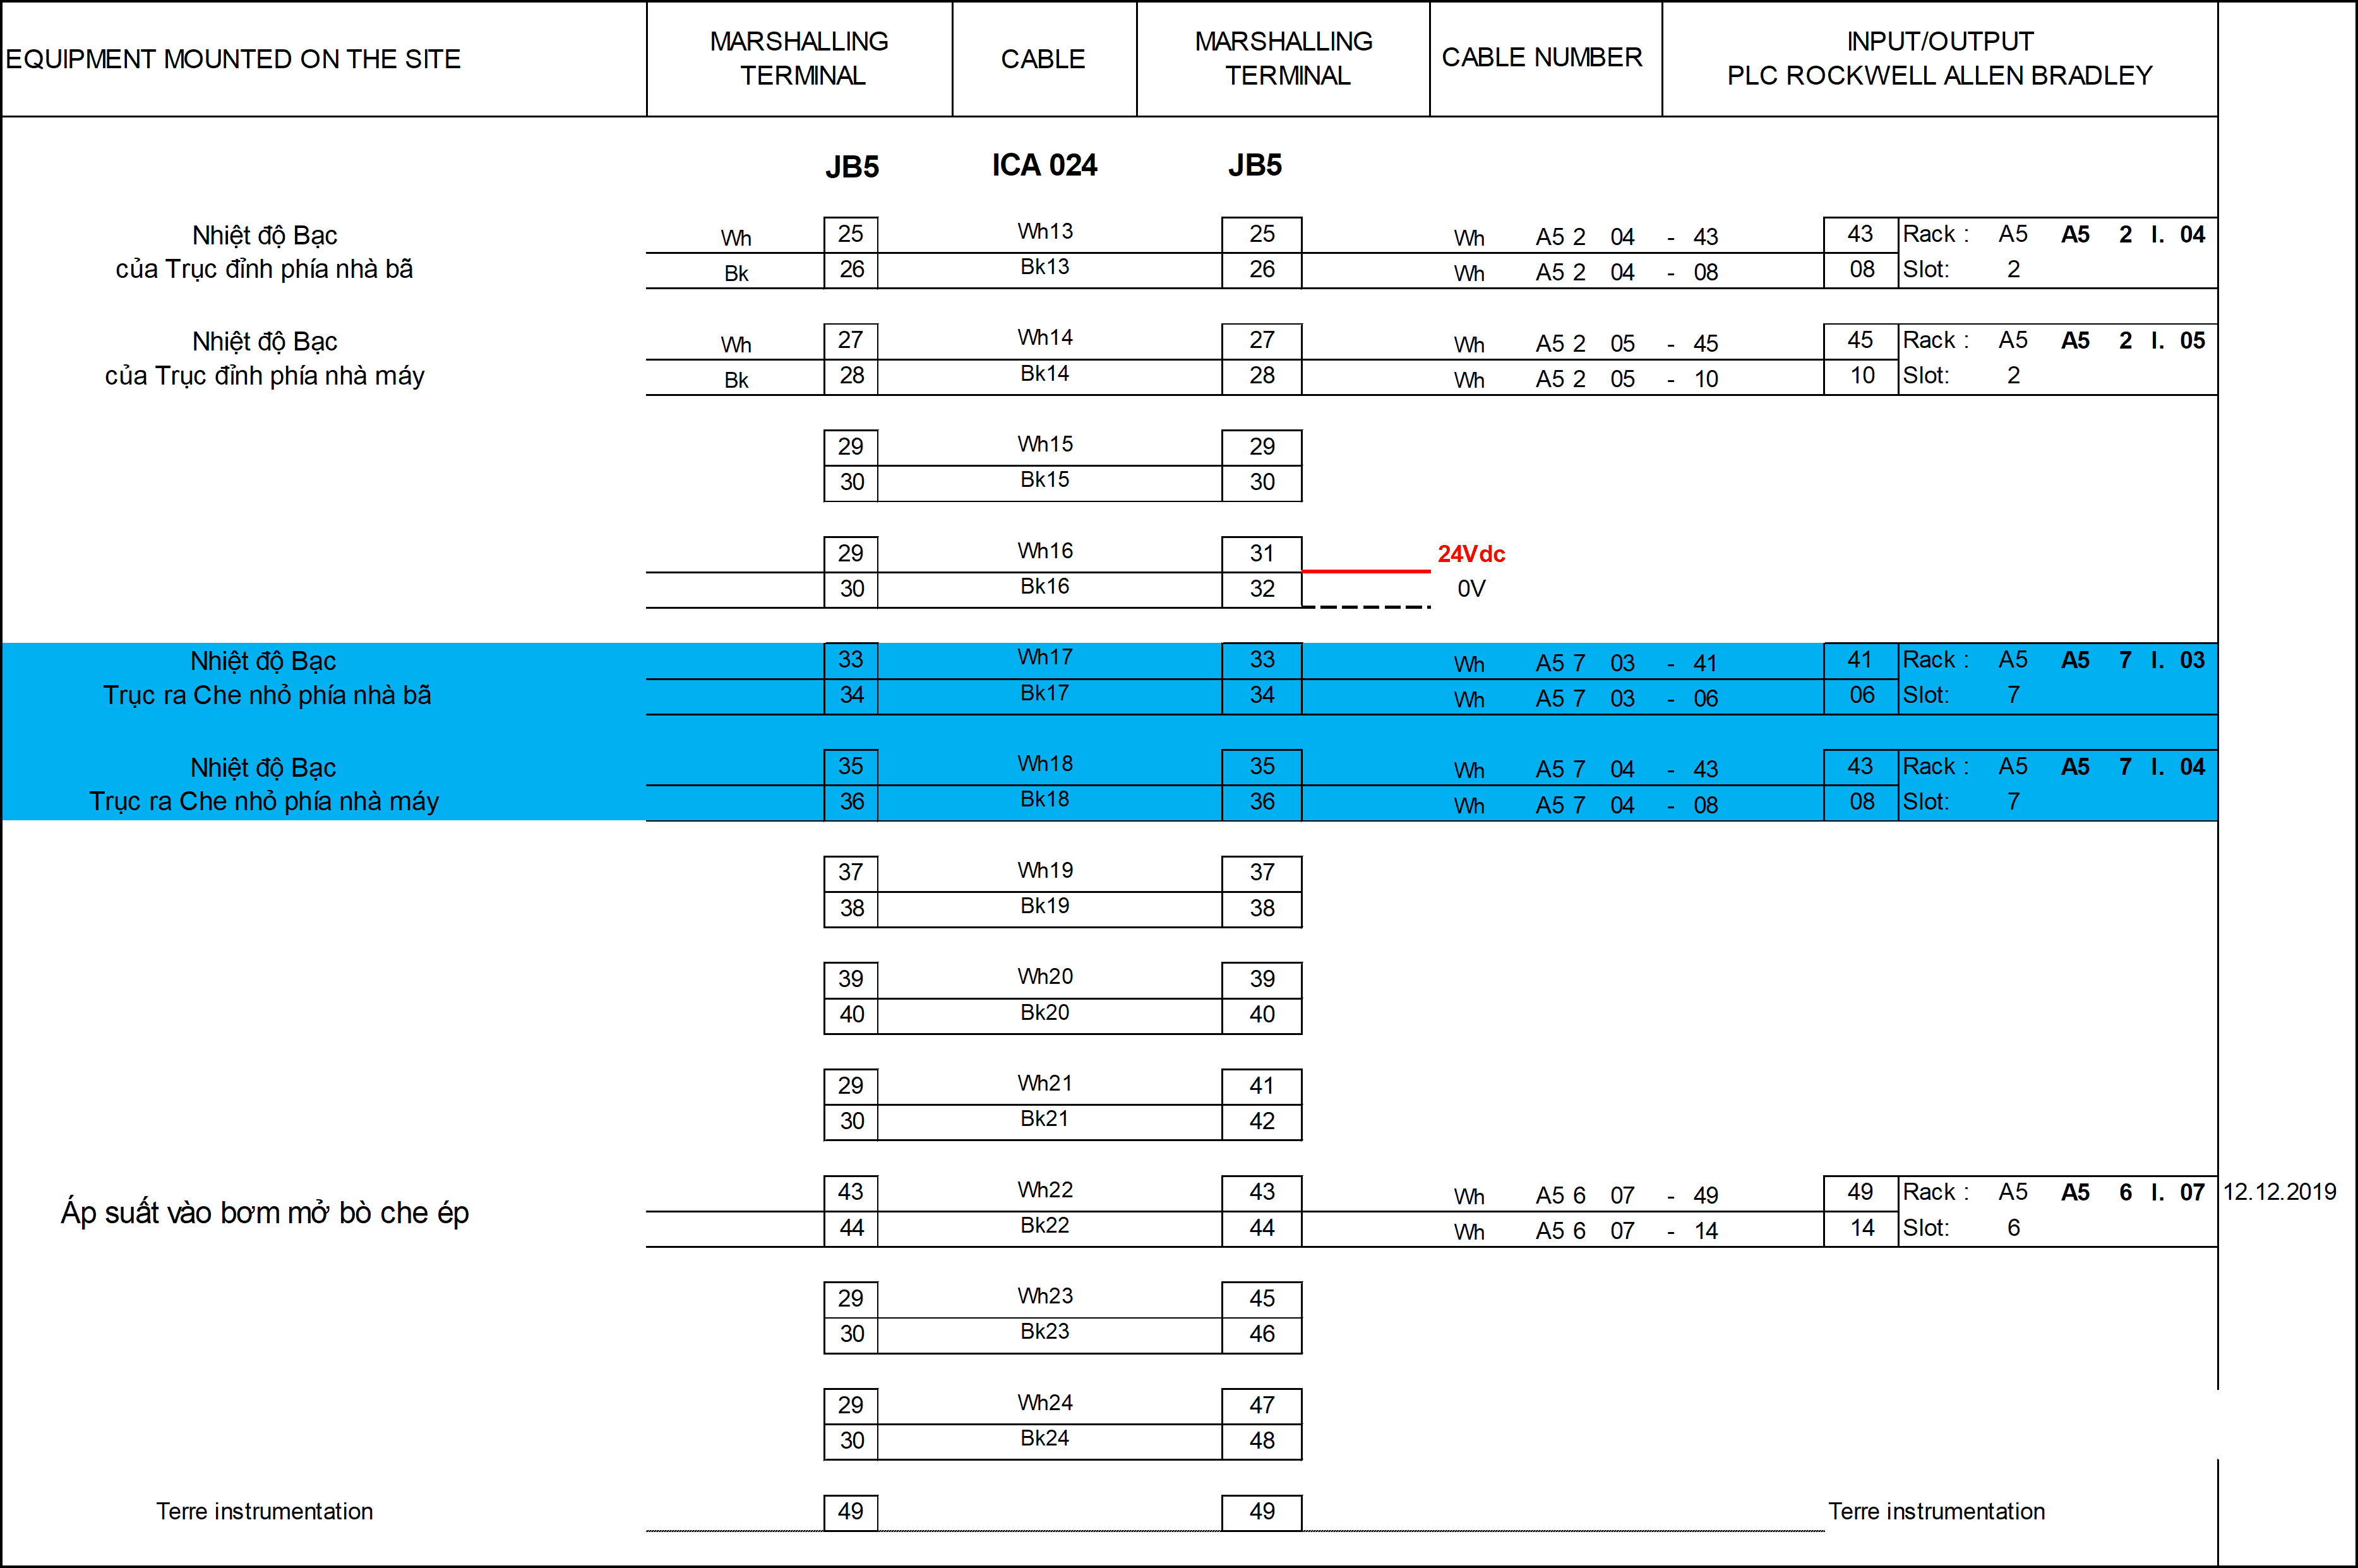 EQUIPMENT MOUNTED ON THE SITE
MARSHALLING
TERMINAL
CABLE
MARSHALLING
TERMINAL
CABLE NUMBER
INPUT/OUTPUT
PLC ROCKWELL ALLEN BRADLEY
JB5 ICA 024 JB5
Nhiệt độ Bạc
của Trục đỉnh phía nhà bã
Wh 25 Wh13 25 Wh A5 2 04 - 43 43 Rack : A5 A5 2 I. 04
Bk 26 Bk13 26 Wh A5 2 04 - 08 08 Slot: 2
Nhiệt độ Bạc
của Trục đỉnh phía nhà máy
Wh 27 Wh14 27 Wh A5 2 05 - 45 45 Rack : A5 A5 2 I. 05
Bk 28 Bk14 28 Wh A5 2 05 - 10 10 Slot: 2
29 Wh15 29
30 Bk15 30
29 Wh16 31 24Vdc
30 Bk16 32 0V
Nhiệt độ Bạc
Trục ra Che nhỏ phía nhà bã
33 Wh17 33 Wh A5 7 03 - 41 41 Rack : A5 A5 7 I. 03
34 Bk17 34 Wh A5 7 03 - 06 06 Slot: 7
Nhiệt độ Bạc
Trục ra Che nhỏ phía nhà máy
35 Wh18 35 Wh A5 7 04 - 43 43 Rack : A5 A5 7 I. 04
36 Bk18 36 Wh A5 7 04 - 08 08 Slot: 7
37 Wh19 37
38 Bk19 38
39 Wh20 39
40 Bk20 40
29 Wh21 41
30 Bk21 42
Áp suất vào bơm mở bò che ép
43 Wh22 43 Wh A5 6 07 - 49 49 Rack : A5 A5 6 I. 07 12.12.2019
44 Bk22 44 Wh A5 6 07 - 14 14 Slot: 6
29 Wh23 45
30 Bk23 46
29 Wh24 47
30 Bk24 48
Terre instrumentation 49 49 Terre instrumentation